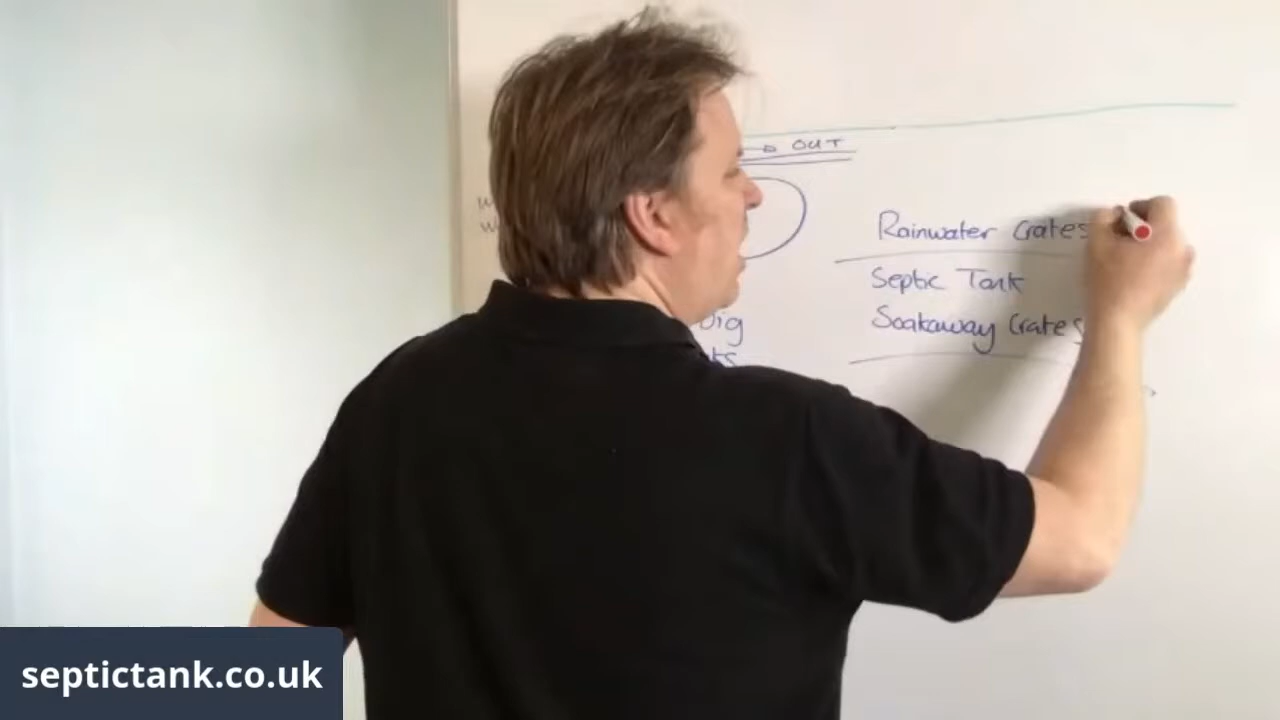 OUT
Rainwater Crates
Septic Tank
Soakaway Crates
Dig
septictank.co.uk